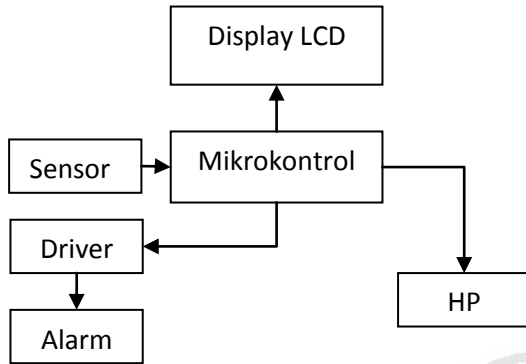 Display LCD
Mikrokontrol
Sensor
Driver
HP
Alarm